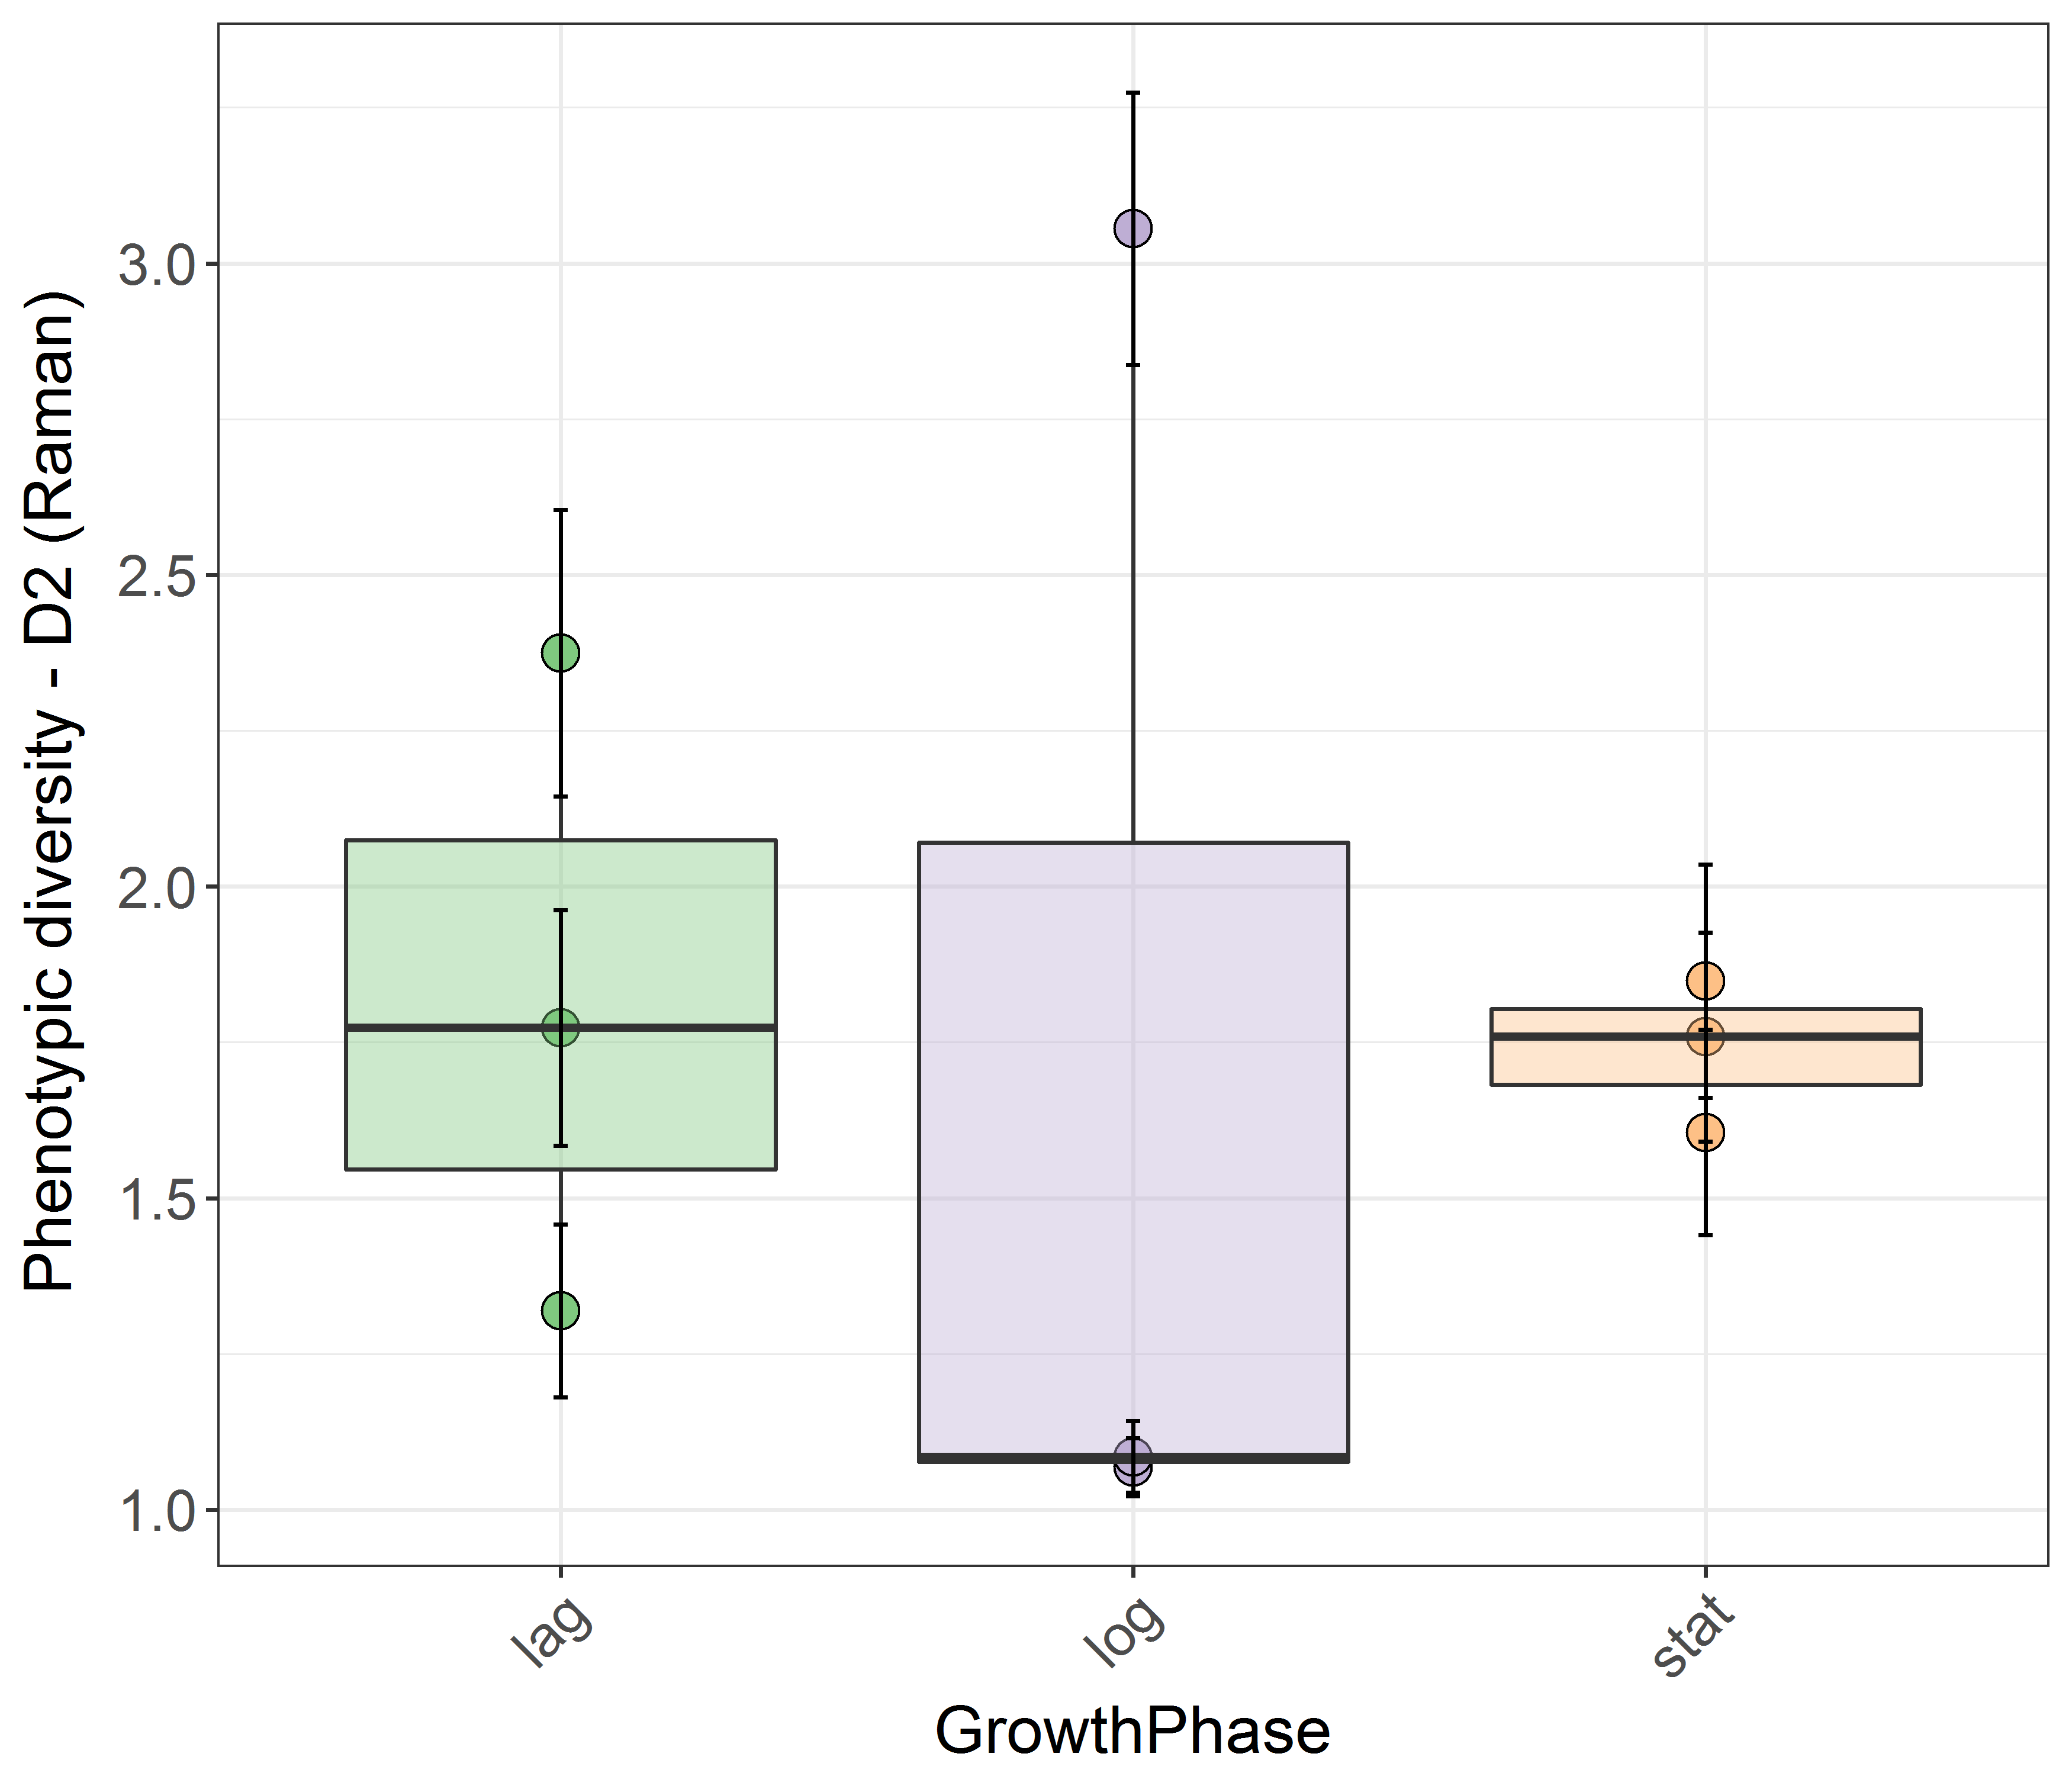 Phenotypic diversity - D2 (Raman)
3.0
2.5
2.0
1.5
1.0
lag
log
stat
GrowthPhase